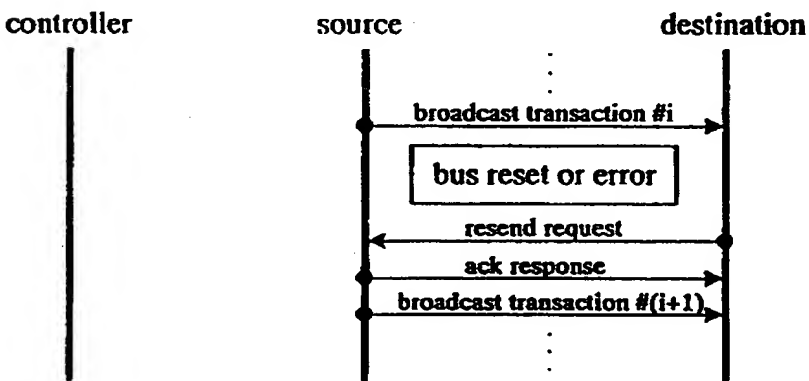 controller
source
destination
broadcast transaction #i
bus reset or error
resend request
ack response
broadcast transaction #(i+1)